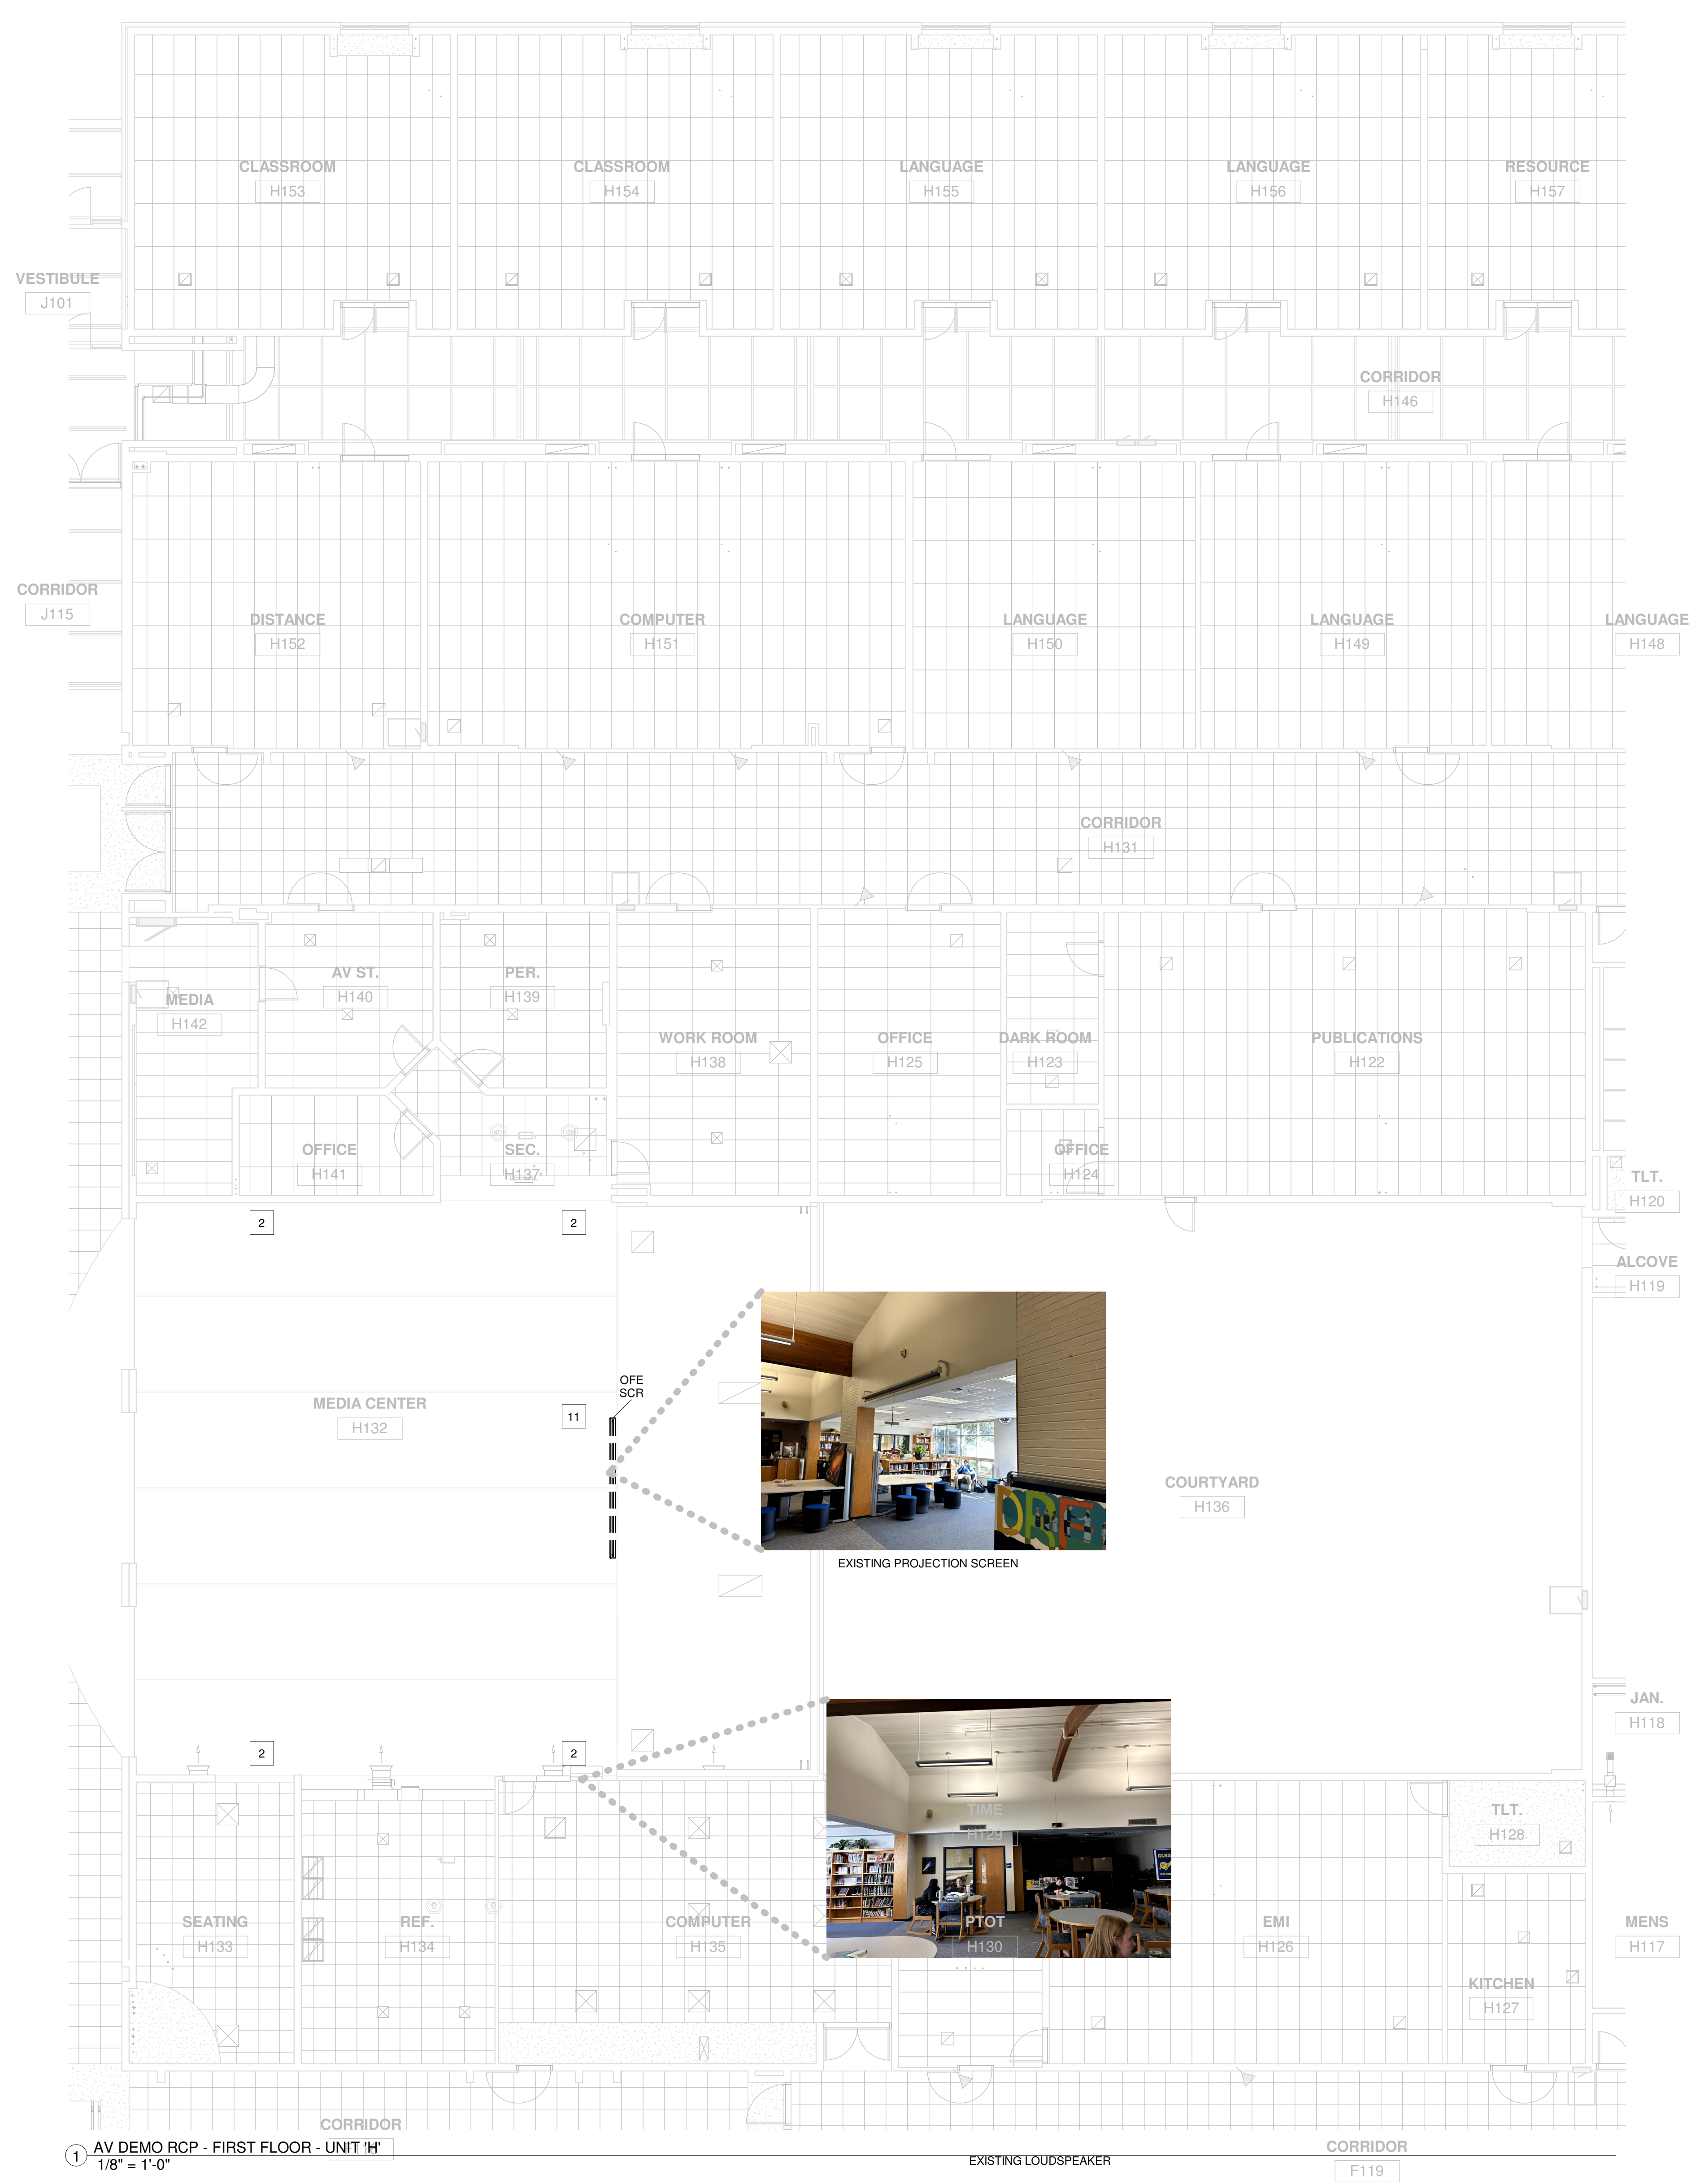 CLASSROOM
H153
CLASSROOM
H154
LANGUAGE
H155
LANGUAGE
H156
RESOURCE
H157
VESTIBULE
J101
CORRIDOR
H146
CORRIDOR
J115
DISTANCE
H152
COMPUTER
H151
LANGUAGE
H150
LANGUAGE
H149
LANGUAGE
H148
CORRIDOR
H131
MEDIA
H142
AV ST.
H140
PER.
H139
WORK ROOM
H138
OFFICE
H125
DARK ROOM
H123
PUBLICATIONS
H122
OFFICE
H141
SEC.
H137
OFFICE
H124
TLT.
H120
ALCOVE
H119
2
2
OFE
SCR
11
MEDIA CENTER
H132
EXISTING PROJECTION SCREEN
COURTYARD
H136
JAN.
H118
2
2
TIME
H129
TLT.
H128
SEATING
H133
REF.
H134
COMPUTER
H135
PTOT
H130
EMI
H126
MENS
H117
KITCHEN
H127
CORRIDOR
1
AV DEMO RCP - FIRST FLOOR - UNIT 'H'
1/8" = 1'-0"
EXISTING LOUDSPEAKER
CORRIDOR
F119